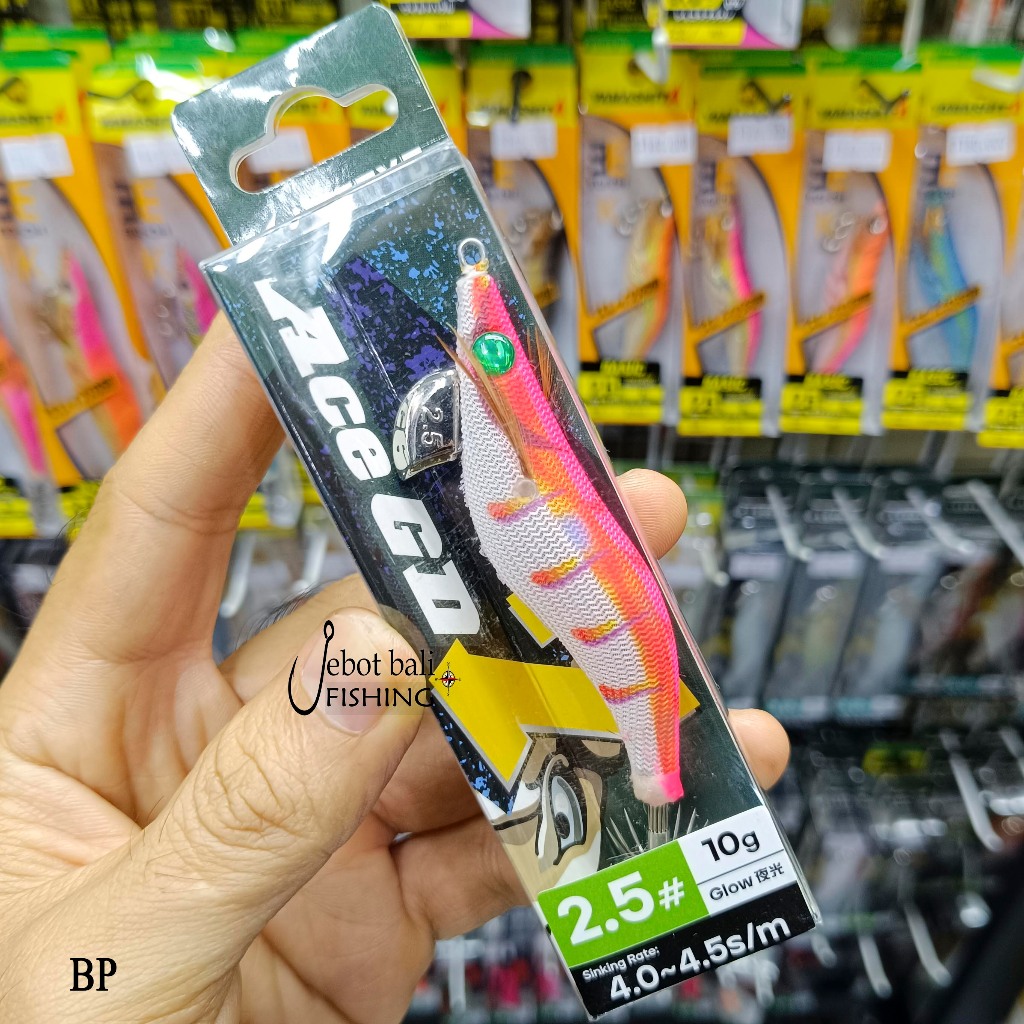 Ace GD
2.5
Jebot bali
FISHING
10g
2.5#
Glow 夜光
Sinking Rate:
4.0~4.5s/m
BP